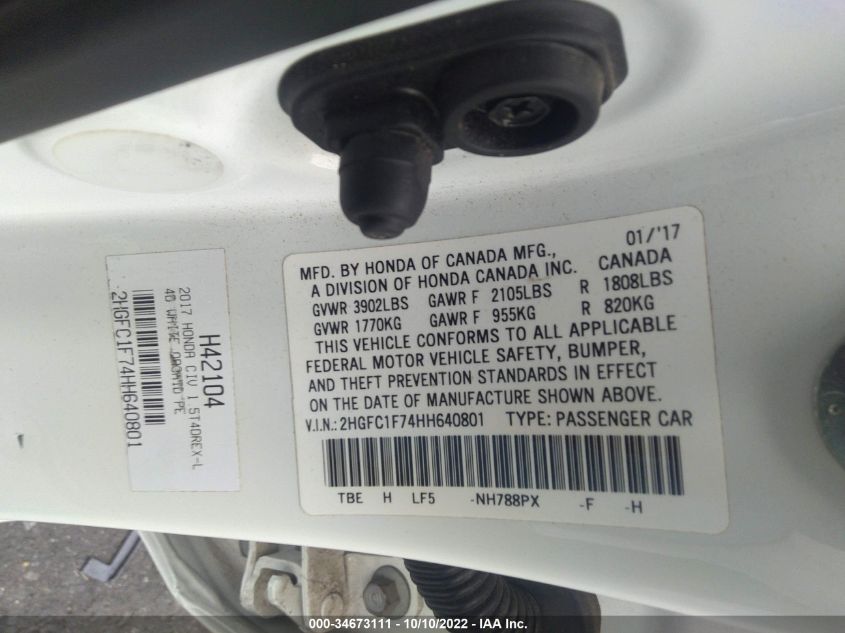 01/'17
MFD. BY HONDA OF CANADA MFG.,
A DIVISION OF HONDA CANADA INC. CANADA
GVWR 3902LBS GAWR F 2105LBS R 1808LBS
GVWR 1770KG GAWR F 955KG R 820KG
THIS VEHICLE CONFORMS TO ALL APPLICABLE
FEDERAL MOTOR VEHICLE SAFETY, BUMPER,
AND THEFT PREVENTION STANDARDS IN EFFECT
ON THE DATE OF MANUFACTURE SHOWN ABOVE.
V.I.N.: 2HGFC1F74HH640801 TYPE: PASSENGER CAR
TBE H LF5 -NH788PX -F -H
H42104
2017 HONDA CIV 1.5T4DREX-L
WHITE PE
2HGFC1F74HH640801
000-34673111 - 10/10/2022 - IAA Inc.